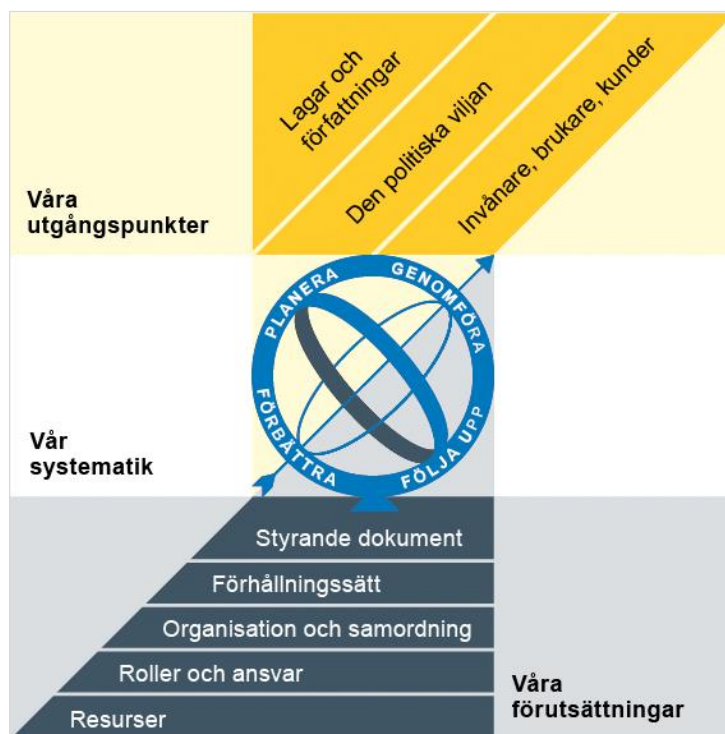 Lagar och
författningar
Den politiska viljan
Invånare, brukare, kunder
Våra
utgångspunkter
PLANERA
GENOMFÖRA
FÖRBÄTTRA
FÖLJA UPP
Vår
systematik
Styrande dokument
Förhållningssätt
Organisation och samordning
Roller och ansvar
Resurser
Våra
förutsättningar